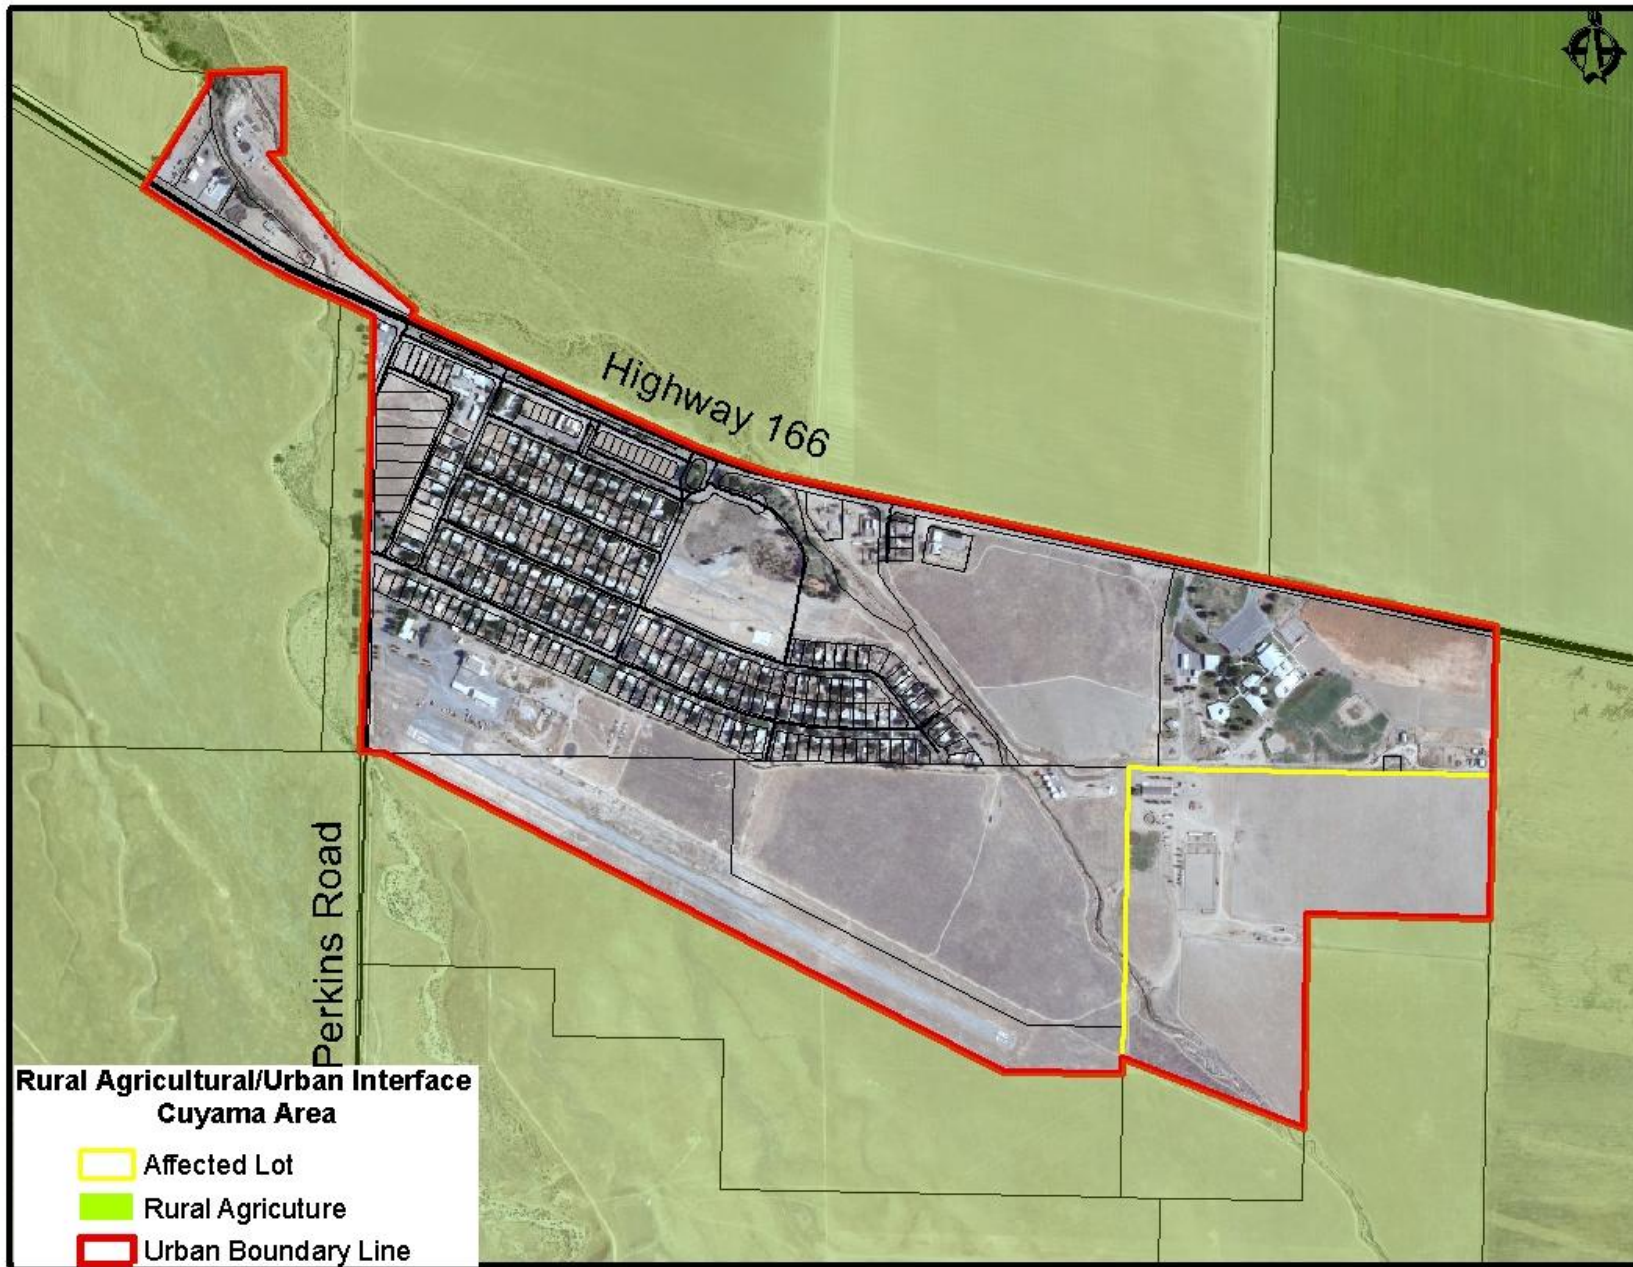 Highway 166
Perkins Road
Rural Agricultural/Urban Interface
Cuyama Area
Affected Lot
Rural Agricuture
Urban Boundary Line